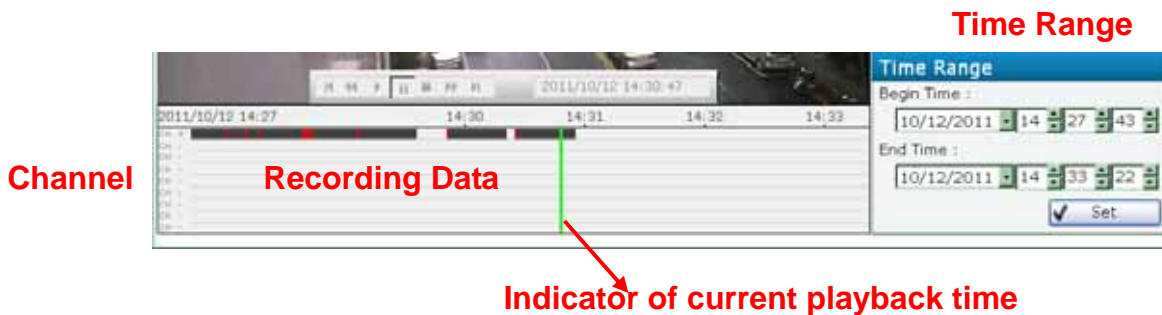 Time Range
Time Range
Begin Time :
10/12/2011 14 27 43
End Time :
10/12/2011 14 33 22
Set
2011/10/12 14:30:47
2011/10/12 14:27 14:30 14:31 14:32 14:33
Channel
Recording Data
Indicator of current playback time